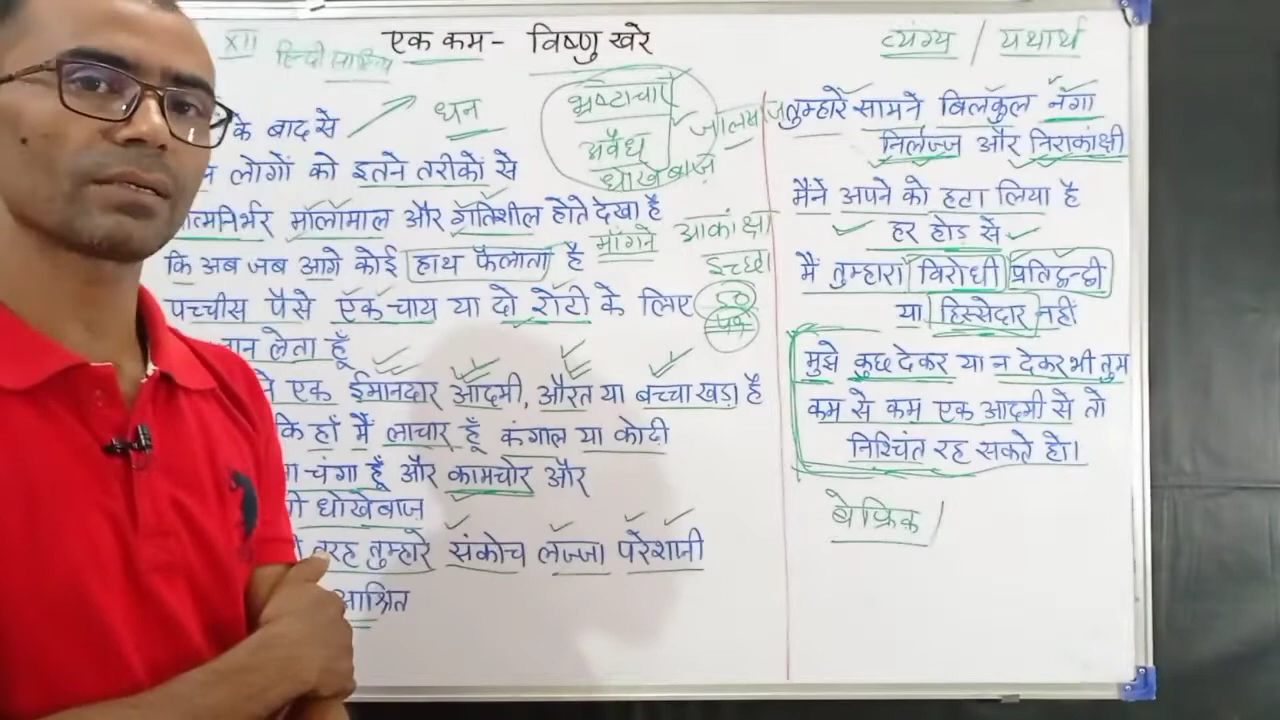 XII
हिन्दी साहित्य
एक कम - विष्णु खरे
व्यंग्य / यथार्थ
के बाद से
धन
भ्रष्टाचार
अवैध
धोखेबाज़
लोगों को इतने तरीकों से
त्मनिर्भर मालामाल और गतिशील होते देखा है
मांगने
आकांक्षा
इच्छा
कि अब जब आगे कोई हाथ फैलाता है
पच्चीस पैसे एक चाय या दो रोटी के लिए
50
जान लेता हूँ
एक ईमानदार आदमी, औरत या बच्चा खड़ा है
कि हाँ मैं लाचार हूँ कंगाल या कोढ़ी
चंगा हूँ और कामचोर और
धोखेबाज़
तरह तुम्हारे संकोच लज्जा परेशानी
आश्रित
तुम्हारे सामने बिलकुल नंगा
निर्लज्ज और निराकांक्षी
मैंने अपने को हटा लिया है
हर होड़ से
मैं तुम्हारा विरोधी प्रतिद्वन्द्वी
या हिस्सेदार नहीं
मुझे कुछ देकर या न देकर भी तुम
कम से कम एक आदमी से तो
निश्चिंत रह सकते हो।
बेफ्रिक /